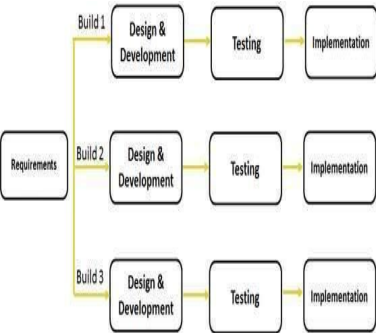 Build 1
Design &
Development
Testing
Implementation
Requirements
Build 2
Design &
Development
Testing
Implementation
Build 3
Design &
Development
Testing
Implementation